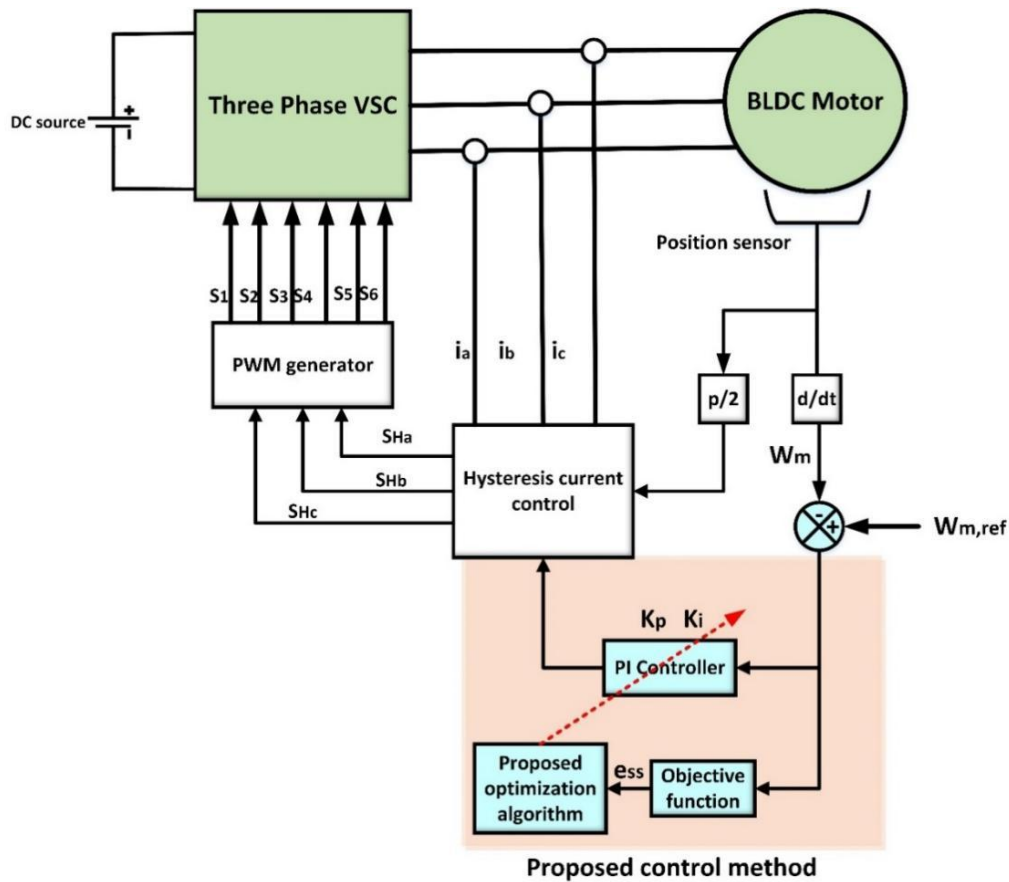 Three Phase VSC
BLDC Motor
DC source
+
Position sensor
S1 S2 S3 S4 S5 S6
PWM generator
ia ib ic
p/2
d/dt
SHa
Wm
Hysteresis current
control
SHb
SHc
-
+
Wm,ref
Kp Ki
PI Controller
Proposed
optimization
algorithm
ess
Objective
function
Proposed control method